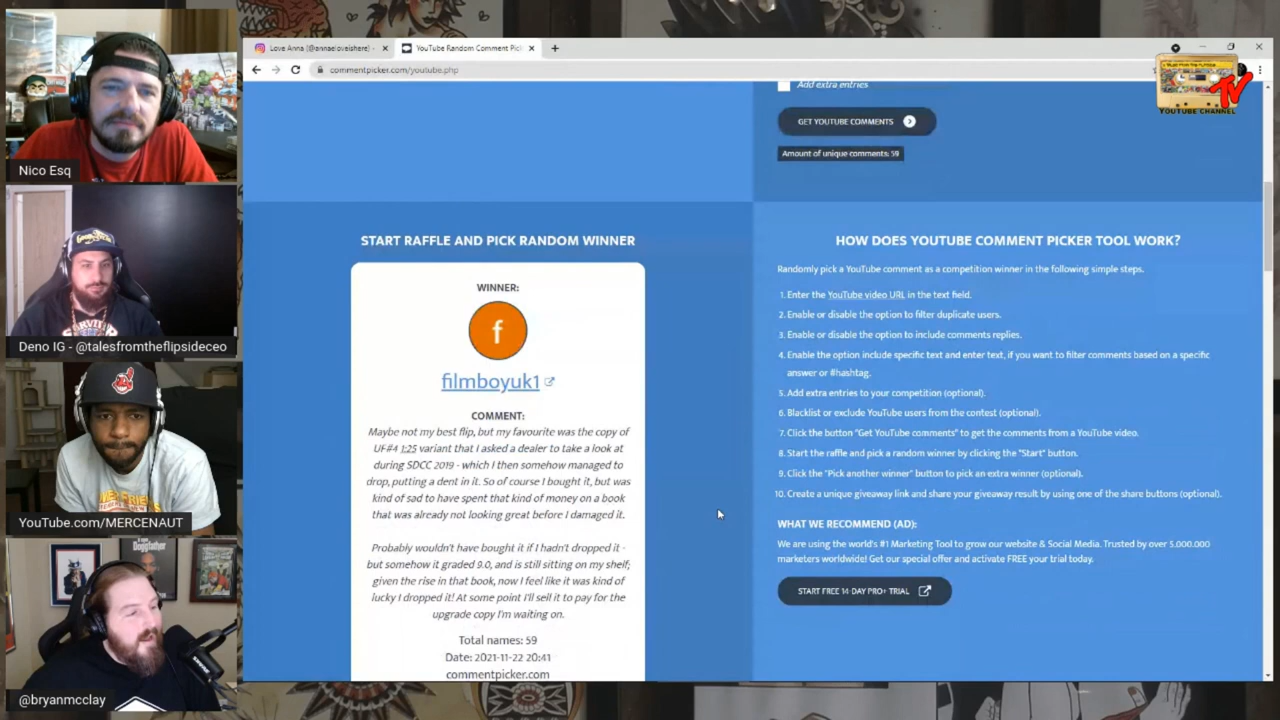 Love Anna (@annaeloveishere) -
YouTube Random Comment Pick
commentpicker.com/youtube.php
TV
YOUTUBE CHANNEL
Add extra entries
GET YOUTUBE COMMENTS
Amount of unique comments: 59
START RAFFLE AND PICK RANDOM WINNER
WINNER:
f
filmboyuk1
COMMENT:
Maybe not my best flip, but my favourite was the copy of
UF#4 1:25 variant that I asked a dealer to take a look at
during SDCC 2019 - which I then somehow managed to
drop, putting a dent in it. So of course I bought it, but was
kind of sad to have spent that kind of money on a book
that was already not looking great before I damaged it.
Probably wouldn't have bought it if I hadn't dropped it -
but somehow it graded 9.0, and is still sitting on my shelf;
given the rise in that book, now I feel like it was kind of
lucky I dropped it! At some point I'll sell it to pay for the
upgrade copy I'm waiting on.
Total names: 59
Date: 2021-11-22 20:41
commentpicker.com
HOW DOES YOUTUBE COMMENT PICKER TOOL WORK?
Randomly pick a YouTube comment as a competition winner in the following simple steps.
1. Enter the YouTube video URL in the text field.
2. Enable or disable the option to filter duplicate users.
3. Enable or disable the option to include comments replies.
4. Enable the option include specific text and enter text, if you want to filter comments based on a specific
answer or #hashtag.
5. Add extra entries to your competition (optional).
6. Blacklist or exclude YouTube users from the contest (optional).
7. Click the button "Get YouTube comments" to get the comments from a YouTube video.
8. Start the raffle and pick a random winner by clicking the "Start" button.
9. Click the "Pick another winner" button to pick an extra winner (optional).
10. Create a unique giveaway link and share your giveaway result by using one of the share buttons (optional).
WHAT WE RECOMMEND (AD):
We are using the world's #1 Marketing Tool to grow our website & Social Media. Trusted by over 5.000.000
marketers worldwide! Get our special offer and activate FREE your trial today.
START FREE 14-DAY PRO+ TRIAL
Nico Esq
Deno IG - @talesfromtheflipsideceo
YouTube.com/MERCENAUT
@bryanmcclay